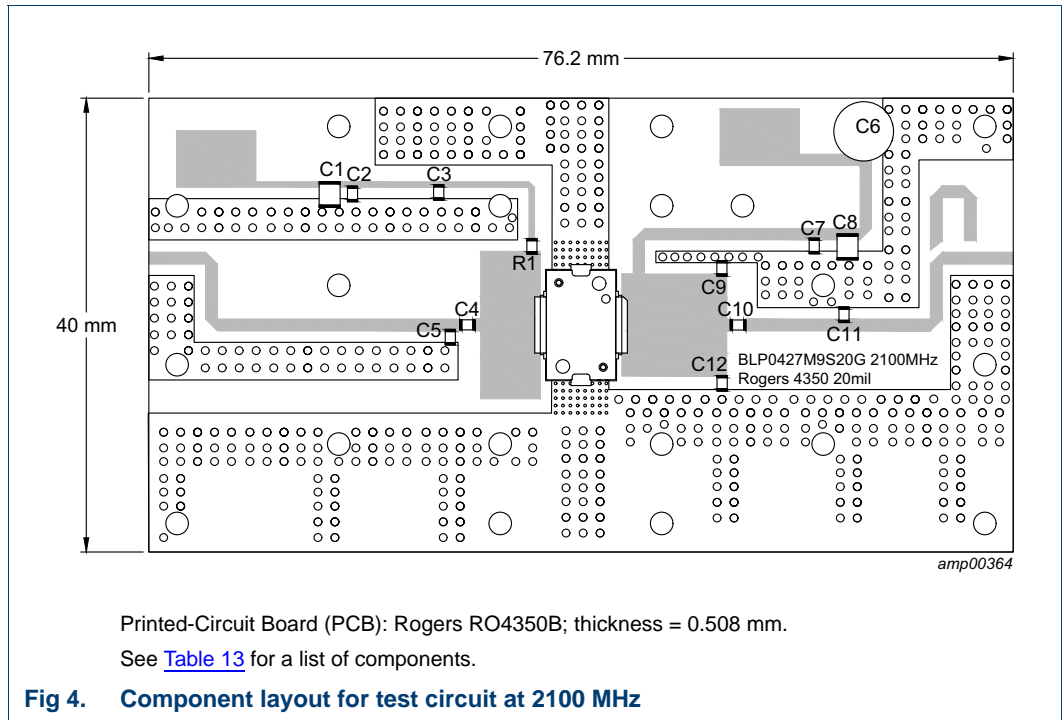 76.2 mm
C6
C1
C2
C3
C7
C8
R1
C9
40 mm
C4
C10
C5
C11
C12
BLP0427M9S20G 2100MHz
Rogers 4350 20mil
amp00364
Printed-Circuit Board (PCB): Rogers RO4350B; thickness = 0.508 mm.
See Table 13 for a list of components.
Fig 4. Component layout for test circuit at 2100 MHz